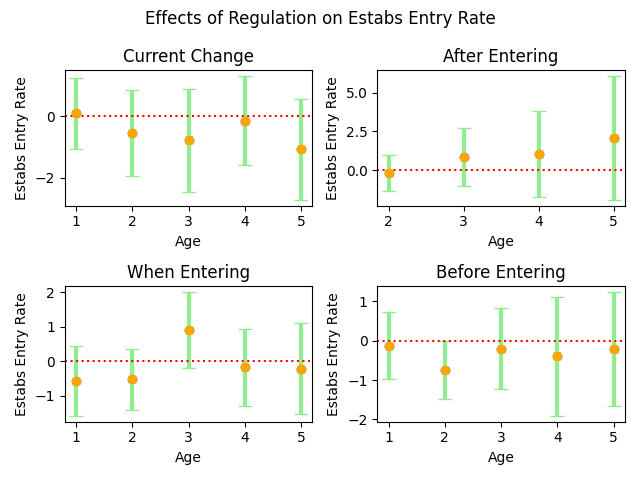 Effects of Regulation on Estabs Entry Rate
Current Change
Estabs Entry Rate
0
−2
1 2 3 4 5
Age
After Entering
Estabs Entry Rate
5.0
2.5
0.0
2 3 4 5
Age
When Entering
Estabs Entry Rate
2
1
0
−1
1 2 3 4 5
Age
Before Entering
Estabs Entry Rate
1
0
−1
−2
1 2 3 4 5
Age